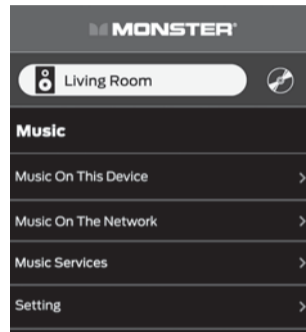 MONSTER
Living Room
Music
Music On This Device
Music On The Network
Music Services
Setting